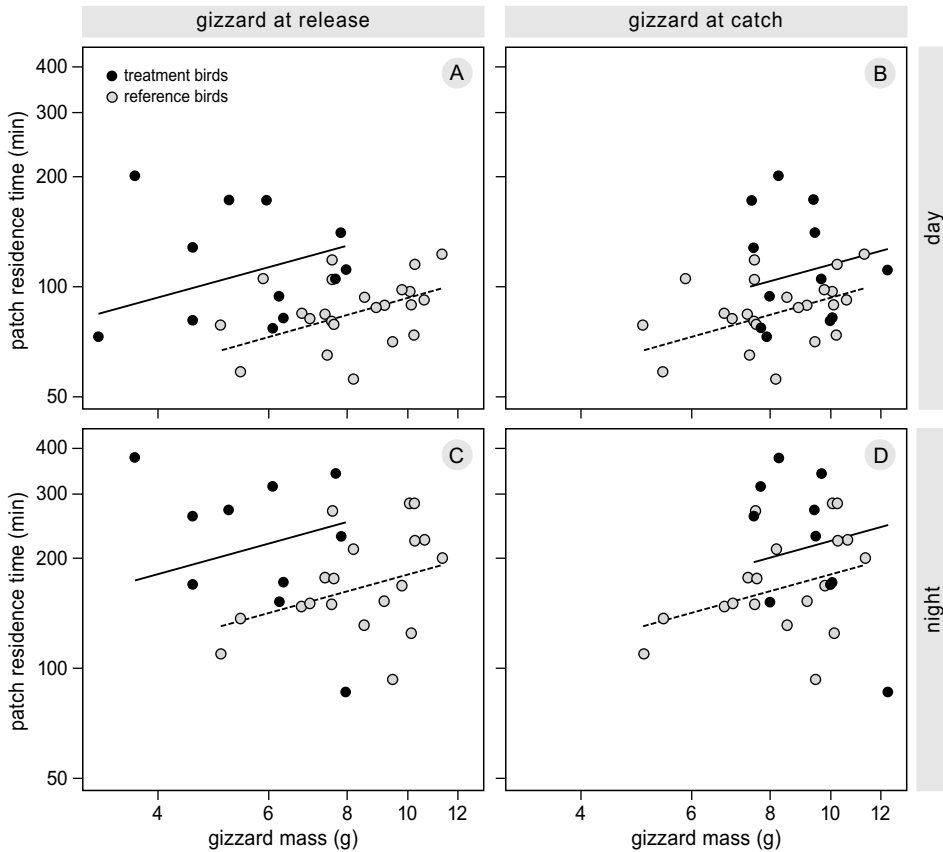 gizzard at release
gizzard at catch
400
300
200
100
50
patch residence time (min)
treatment birds
reference birds
A
B
day
400
300
200
100
50
patch residence time (min)
C
D
night
4
6
8
10
12
4
6
8
10
12
gizzard mass (g)
gizzard mass (g)